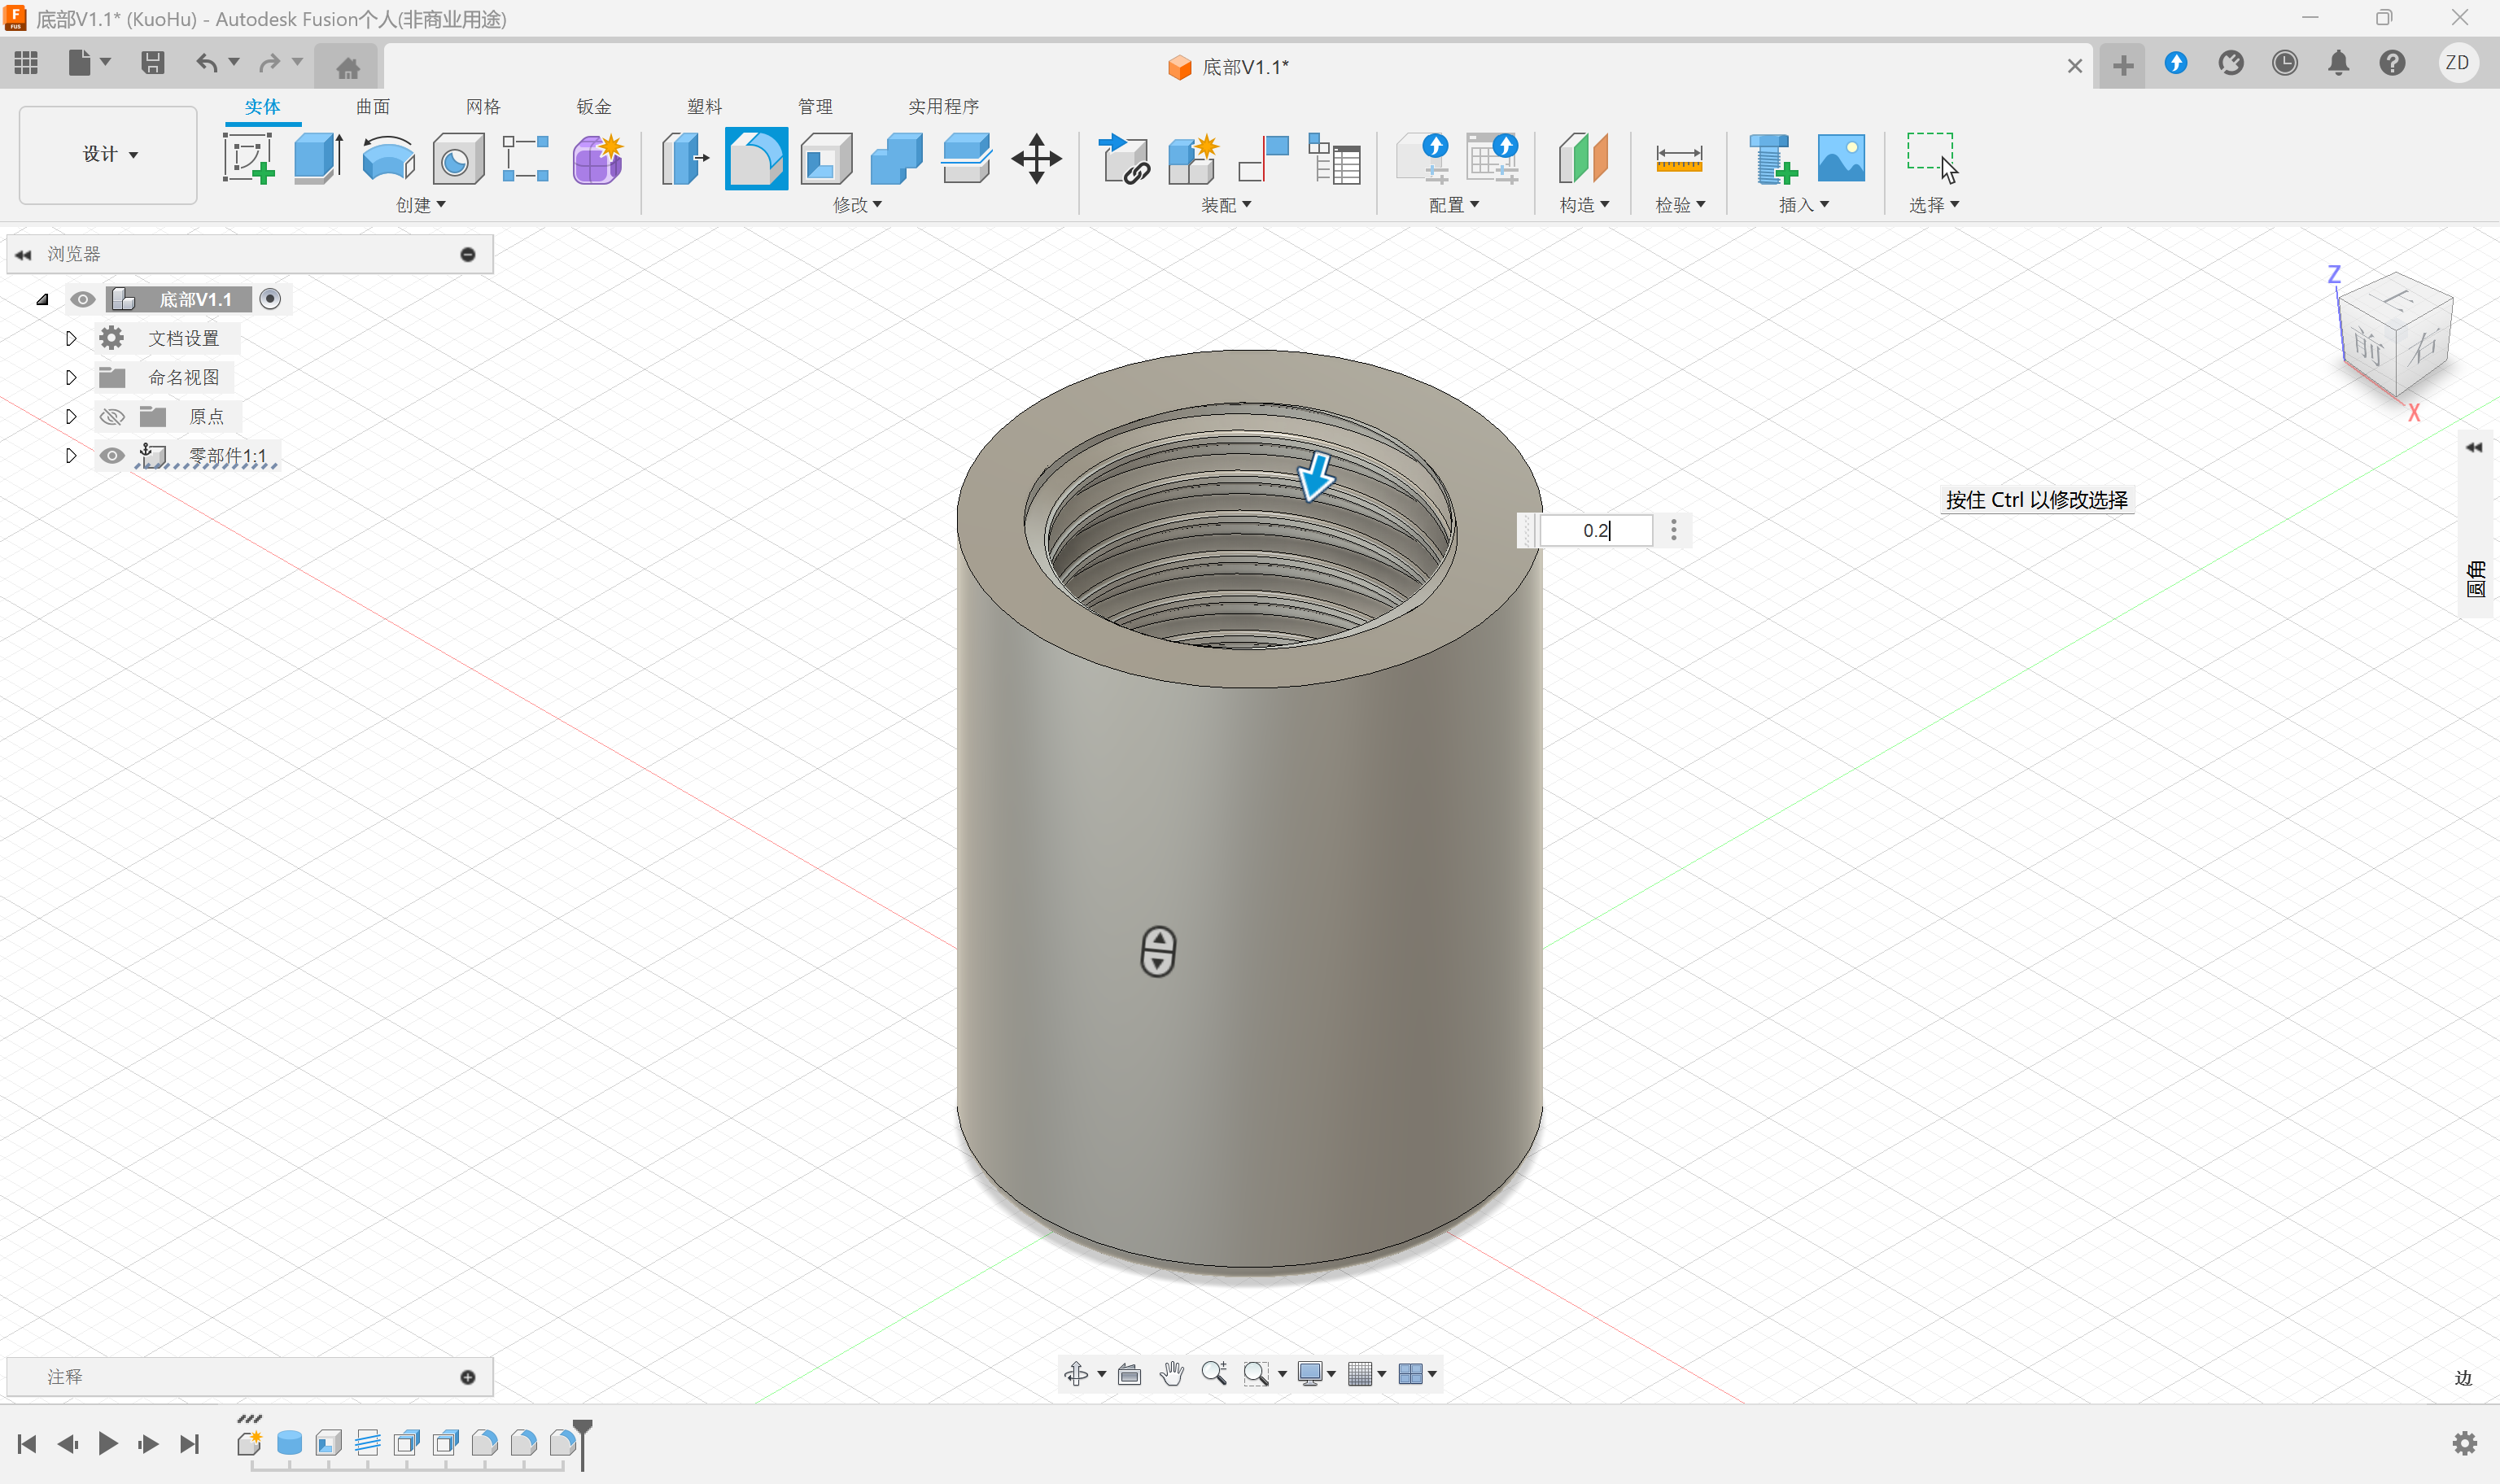 底部V1.1* (KuoHu) - Autodesk Fusion个人(非商业用途)
底部V1.1*
ZD
实体 曲面 网格 钣金 塑料 管理 实用程序
设计
创建 修改 装配 配置 构造 检验 插入 选择
浏览器
底部V1.1
文档设置
命名视图
原点
零部件1:1
Z
上
前 右
X
按住 Ctrl 以修改选择
0.2
圆角
注释
边